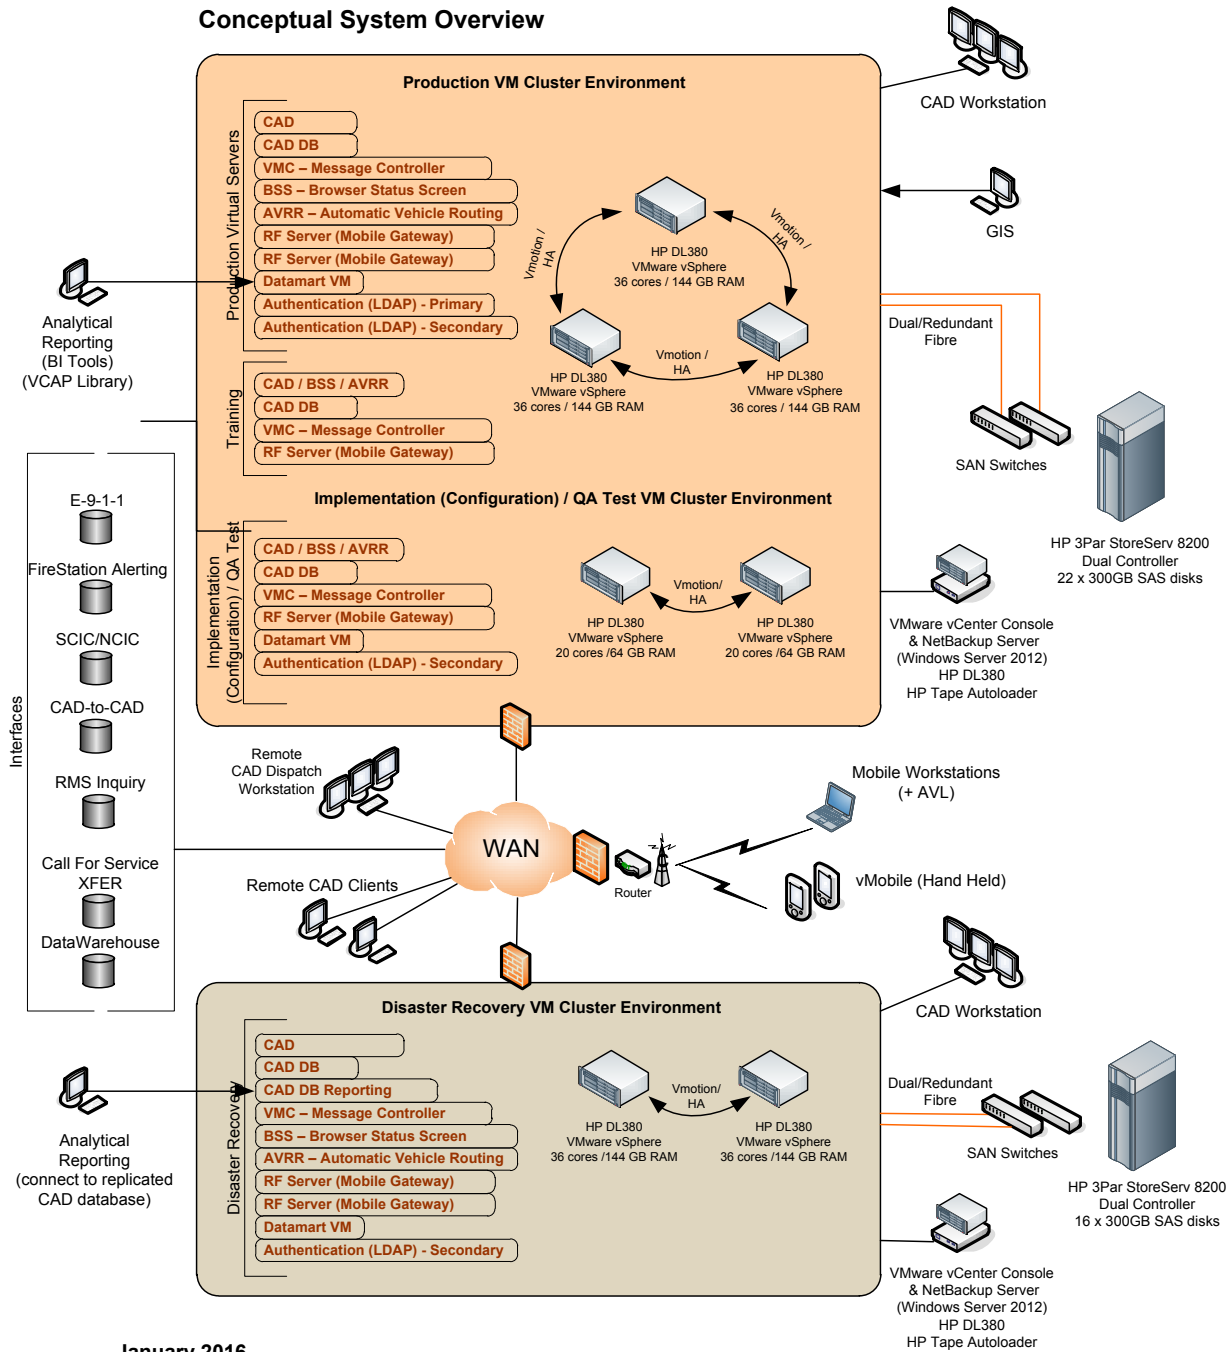 Conceptual System Overview
Production VM Cluster Environment
Production Virtual Servers
CAD
CAD DB
VMC – Message Controller
BSS – Browser Status Screen
AVRR – Automatic Vehicle Routing
RF Server (Mobile Gateway)
RF Server (Mobile Gateway)
Datamart VM
Authentication (LDAP) - Primary
Authentication (LDAP) - Secondary
Vmotion /
HA
HP DL380
VMware vSphere
36 cores / 144 GB RAM
Vmotion /
HA
HP DL380
VMware vSphere
36 cores / 144 GB RAM
Vmotion /
HA
HP DL380
VMware vSphere
36 cores / 144 GB RAM
Training
CAD / BSS / AVRR
CAD DB
VMC – Message Controller
RF Server (Mobile Gateway)
Implementation (Configuration) / QA Test VM Cluster Environment
Implementation
(Configuration) / QA Test
CAD / BSS / AVRR
CAD DB
VMC – Message Controller
RF Server (Mobile Gateway)
Datamart VM
Authentication (LDAP) - Secondary
Vmotion/
HA
HP DL380
VMware vSphere
20 cores /64 GB RAM
HP DL380
VMware vSphere
20 cores /64 GB RAM
CAD Workstation
GIS
Dual/Redundant
Fibre
SAN Switches
HP 3Par StoreServ 8200
Dual Controller
22 x 300GB SAS disks
VMware vCenter Console
& NetBackup Server
(Windows Server 2012)
HP DL380
HP Tape Autoloader
Analytical
Reporting
(BI Tools)
(VCAP Library)
Interfaces
E-9-1-1
FireStation Alerting
SCIC/NCIC
CAD-to-CAD
RMS Inquiry
Call For Service
XFER
DataWarehouse
Remote
CAD Dispatch
Workstation
WAN
Remote CAD Clients
Router
Mobile Workstations
(+ AVL)
vMobile (Hand Held)
Disaster Recovery VM Cluster Environment
Disaster Recovery
CAD
CAD DB
CAD DB Reporting
VMC – Message Controller
BSS – Browser Status Screen
AVRR – Automatic Vehicle Routing
RF Server (Mobile Gateway)
RF Server (Mobile Gateway)
Datamart VM
Authentication (LDAP) - Secondary
Vmotion/
HA
HP DL380
VMware vSphere
36 cores /144 GB RAM
HP DL380
VMware vSphere
36 cores /144 GB RAM
Analytical
Reporting
(connect to replicated
CAD database)
CAD Workstation
Dual/Redundant
Fibre
SAN Switches
HP 3Par StoreServ 8200
Dual Controller
16 x 300GB SAS disks
VMware vCenter Console
& NetBackup Server
(Windows Server 2012)
HP DL380
HP Tape Autoloader
January 2016